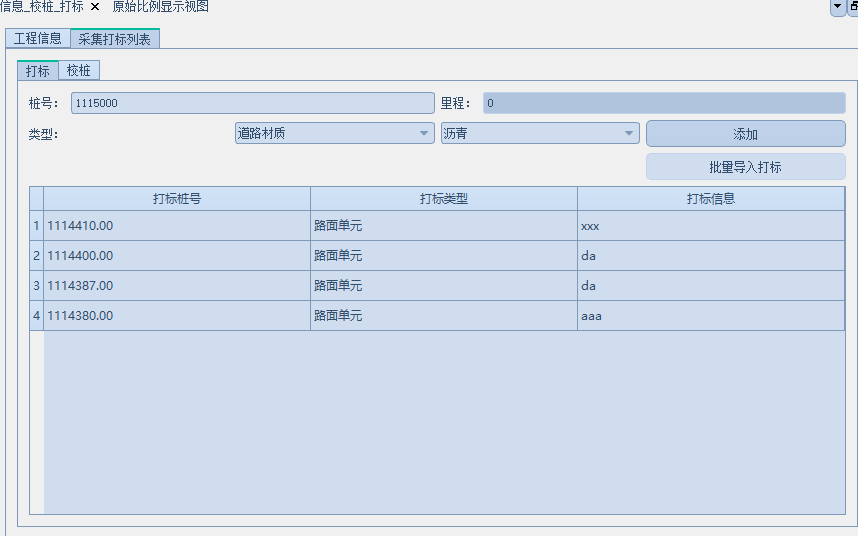 信息_校桩_打标 × 原始比例显示视图
工程信息 采集打标列表
打标 校桩
桩号： 1115000 里程： 0
类型： 道路材质 沥青 添加
批量导入打标
打标桩号 打标类型 打标信息
1 1114410.00 路面单元 xxx
2 1114400.00 路面单元 da
3 1114387.00 路面单元 da
4 1114380.00 路面单元 aaa